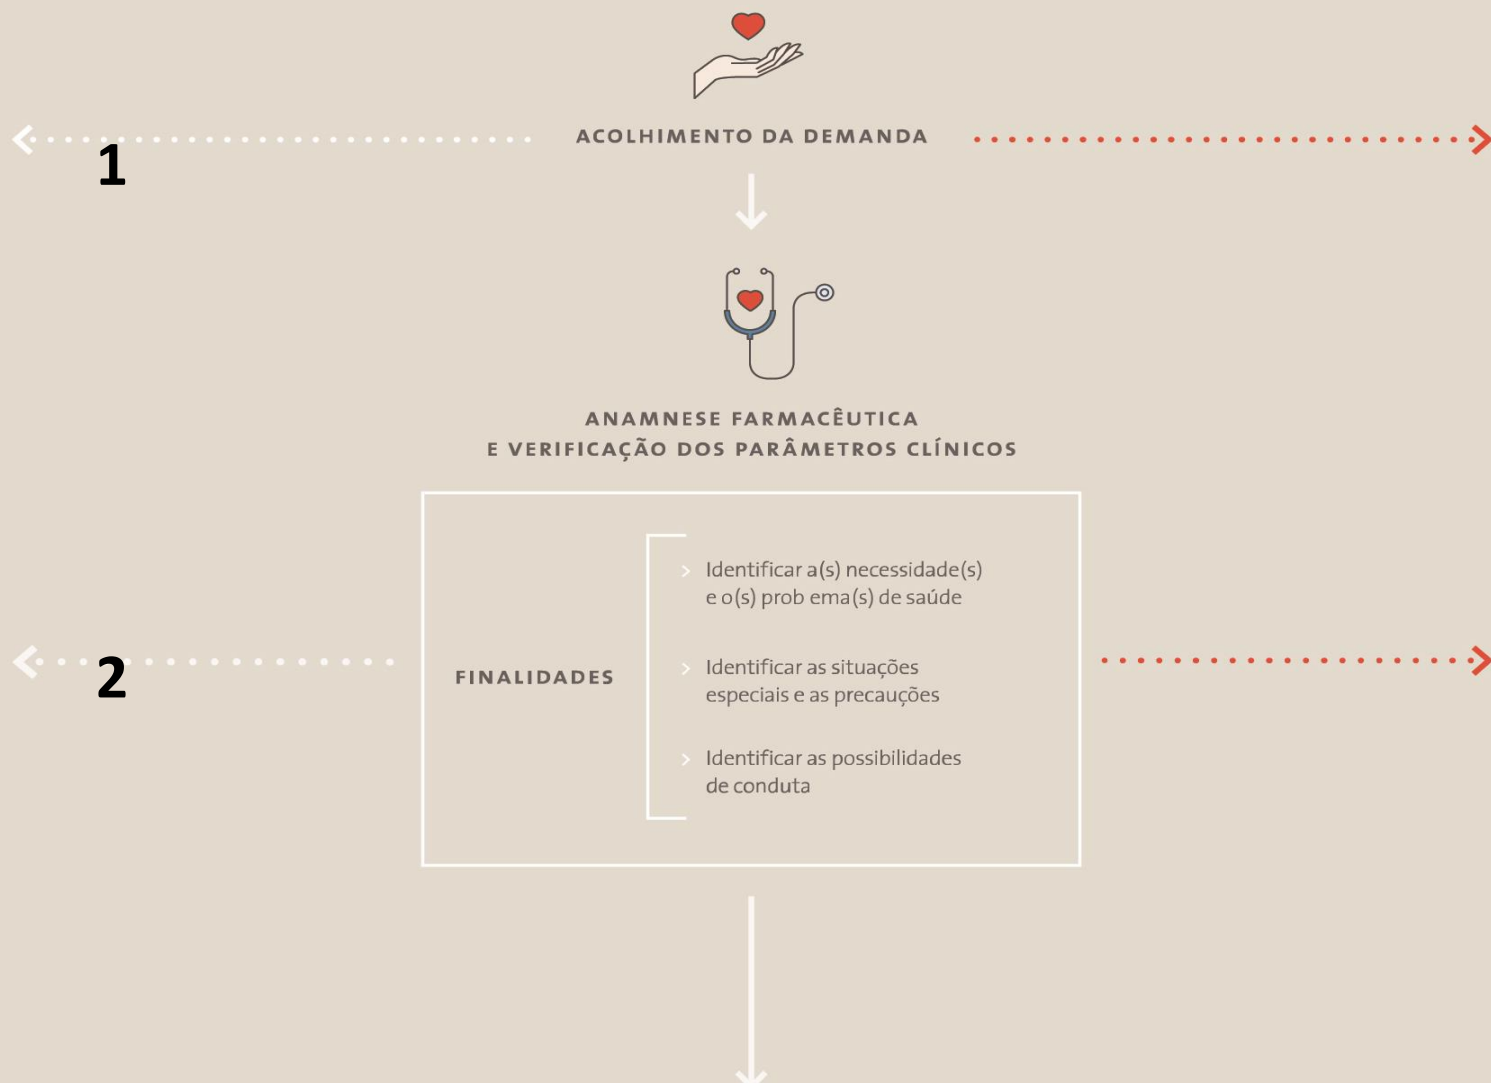 ACOLHIMENTO DA DEMANDA
1
ANAMNESE FARMACÊUTICA
E VERIFICAÇÃO DOS PARÂMETROS CLÍNICOS
> Identificar a(s) necessidade(s)
e o(s) prob ema(s) de saúde
2
FINALIDADES
> Identificar as situações
especiais e as precauções
> Identificar as possibilidades
de conduta